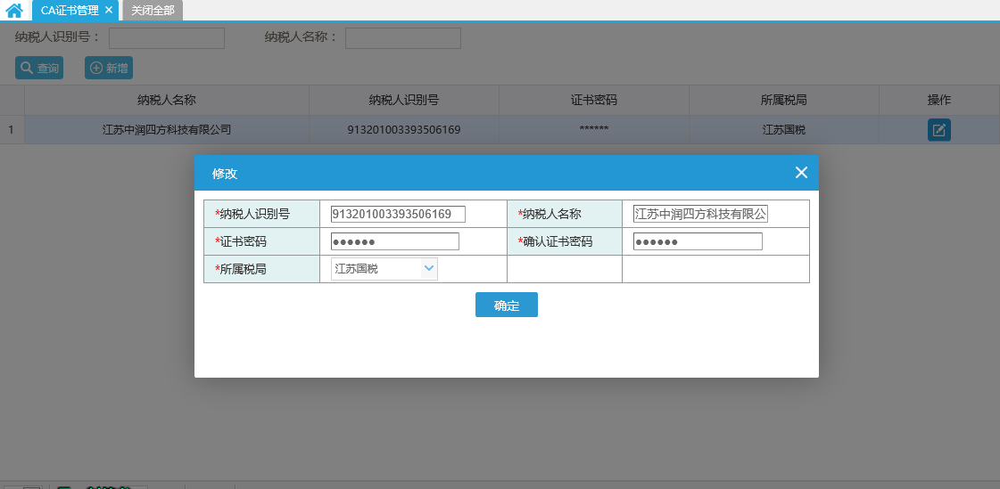 CA证书管理 × 关闭全部
纳税人识别号： 纳税人名称：
查询 新增
纳税人名称 纳税人识别号 证书密码 所属税局 操作
1 江苏中润四方科技有限公司 913201003393506169 ****** 江苏国税
修改
*纳税人识别号 913201003393506169 *纳税人名称 江苏中润四方科技有限公
*证书密码 ●●●●●● *确认证书密码 ●●●●●●
*所属税局 江苏国税
确定